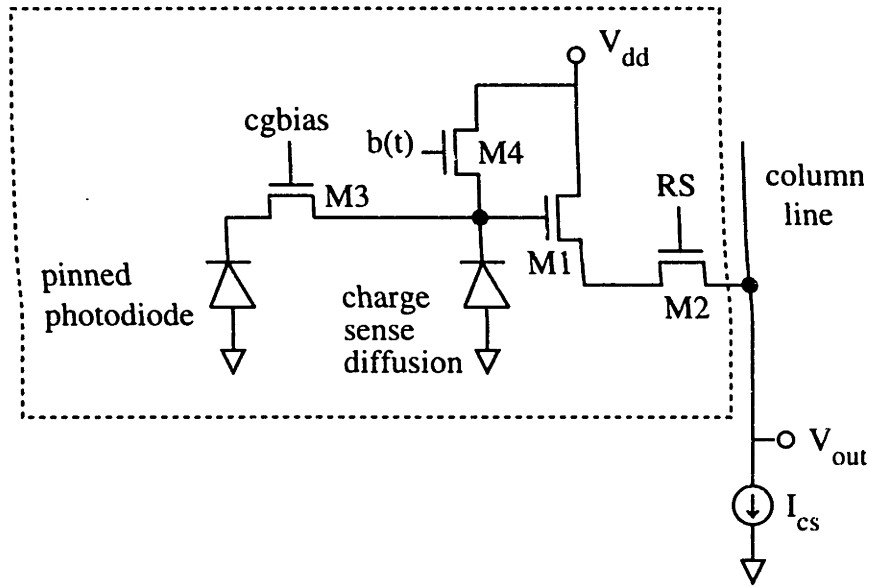 V_dd
cgbias
b(t)
M4
M3
RS
column
line
M1
M2
pinned
photodiode
charge
sense
diffusion
V_out
I_cs